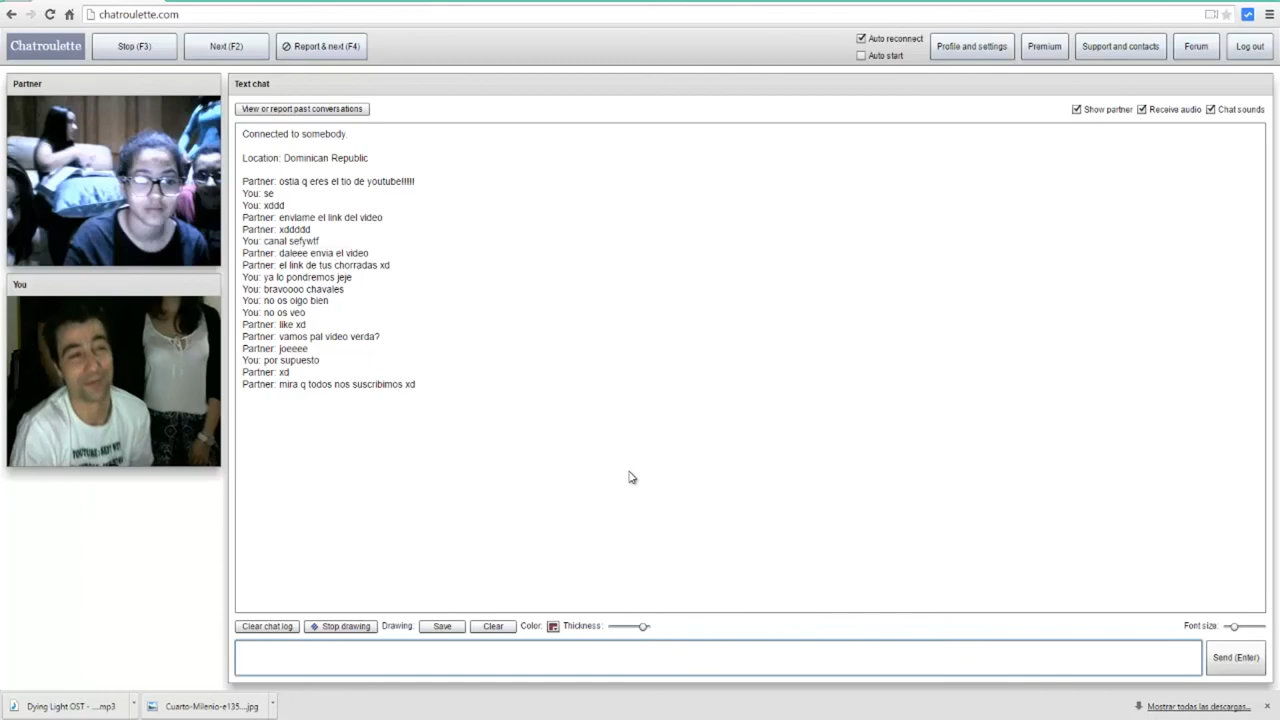 chatroulette.com
Chatroulette
Stop (F3)
Next (F2)
Report & next (F4)
Auto reconnect
Auto start
Profile and settings
Premium
Support and contacts
Forum
Log out
Partner
Text chat
View or report past conversations
Show partner
Receive audio
Chat sounds
Connected to somebody.
Location: Dominican Republic
Partner: ostia q eres el tio de youtube!!!!!
You: se
You: xddd
Partner: enviame el link del video
Partner: xddddd
You: canal sefywtf
Partner: daleee envia el video
Partner: el link de tus chorradas xd
You: ya lo pondremos jeje
You: bravoooo chavales
You: no os oigo bien
You: no os veo
Partner: like xd
Partner: vamos pal video verda?
Partner: joeeee
You: por supuesto
Partner: xd
Partner: mira q todos nos suscribimos xd
You
YOUTUBE
Clear chat log
Stop drawing
Drawing:
Save
Clear
Color:
Thickness:
Font size:
Send (Enter)
Dying Light OST - ....mp3
Cuarto-Milenio-e135....jpg
Mostrar todas las descargas...